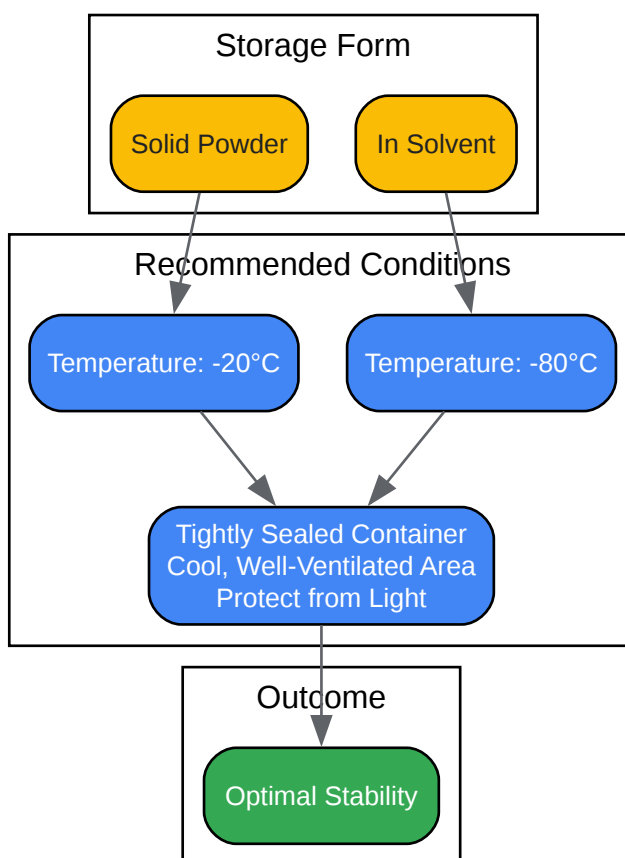 Storage Form
Solid Powder
In Solvent
Recommended Conditions
Temperature: -20°C
Temperature: -80°C
Tightly Sealed Container
Cool, Well-Ventilated Area
Protect from Light
Outcome
Optimal Stability